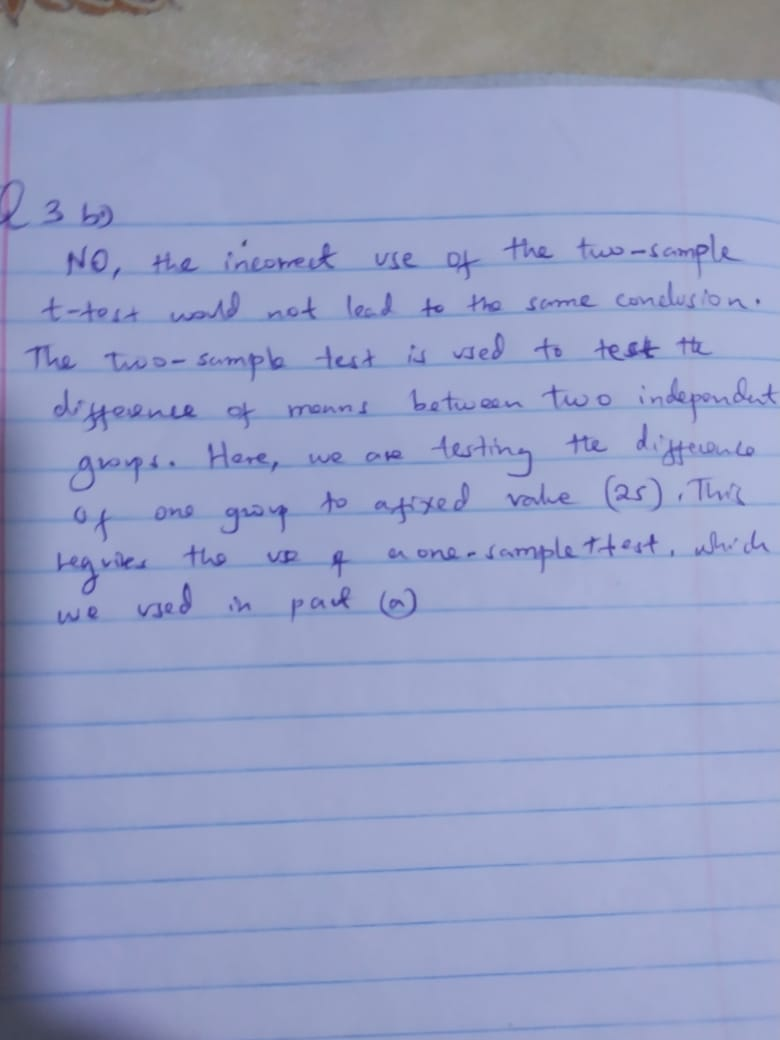 Q 3 b)
NO, the incorrect use of the two-sample
t-test would not lead to the same conclusion.
The two-sample test is used to test the
difference of means between two independent
groups. Here, we are testing the difference
of one group to a fixed value (25). This
requires the use of a one-sample t test, which
we used in part (a)